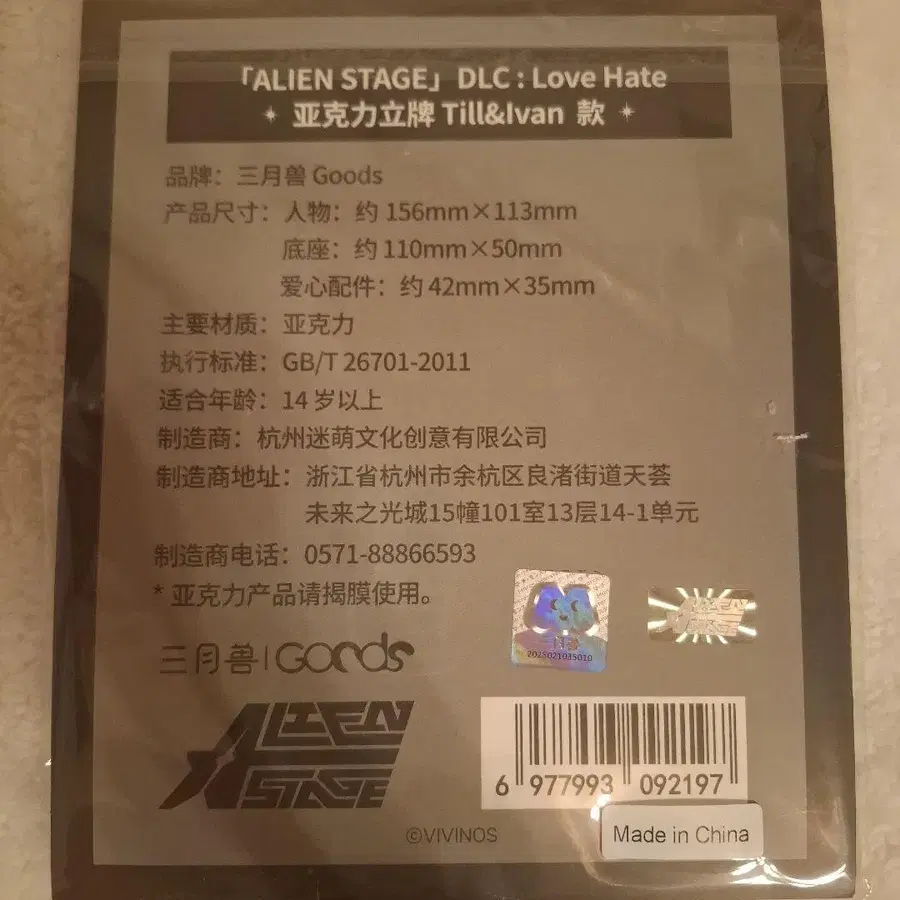 「ALIEN STAGE」DLC : Love Hate
亚克力立牌 Till&Ivan 款
品牌：三月兽 Goods
产品尺寸：人物：约 156mm×113mm
底座：约 110mm×50mm
爱心配件：约 42mm×35mm
主要材质：亚克力
执行标准：GB/T 26701-2011
适合年龄：14 岁以上
制造商：杭州迷萌文化创意有限公司
制造商地址：浙江省杭州市余杭区良渚街道天荟
未来之光城15幢101室13层14-1单元
制造商电话：0571-88866593
* 亚克力产品请揭膜使用。
三月兽
2025021035010
ALIEN STAGE
三月兽|Goods
ALIEN
STAGE
6 977993 092197
©VIVINOS
Made in China